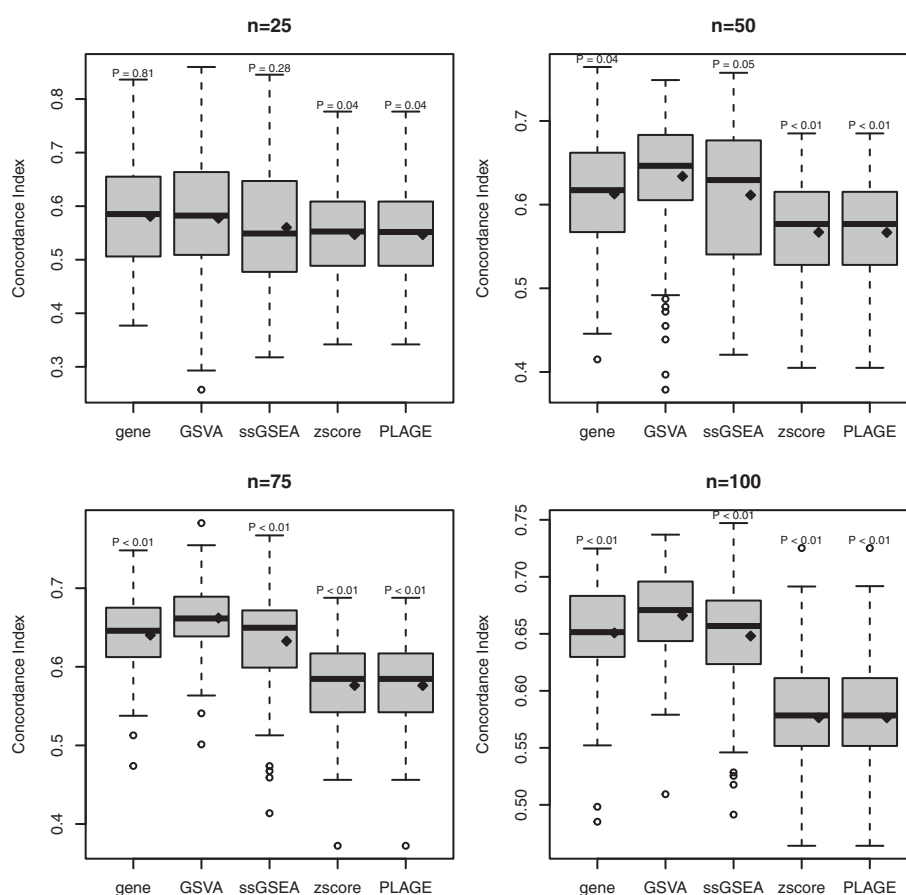 n=25
P = 0.81
P = 0.28
P = 0.04
P = 0.04
Concordance Index
0.8
0.7
0.6
0.5
0.4
0.3
gene
GSVA
ssGSEA
zscore
PLAGE
n=50
P = 0.04
P = 0.05
P < 0.01
P < 0.01
Concordance Index
0.7
0.6
0.5
0.4
gene
GSVA
ssGSEA
zscore
PLAGE
n=75
P < 0.01
P < 0.01
P < 0.01
P < 0.01
Concordance Index
0.7
0.6
0.5
0.4
gene
GSVA
ssGSEA
zscore
PLAGE
n=100
P < 0.01
P < 0.01
P < 0.01
P < 0.01
Concordance Index
0.75
0.70
0.65
0.60
0.55
0.50
gene
GSVA
ssGSEA
zscore
PLAGE